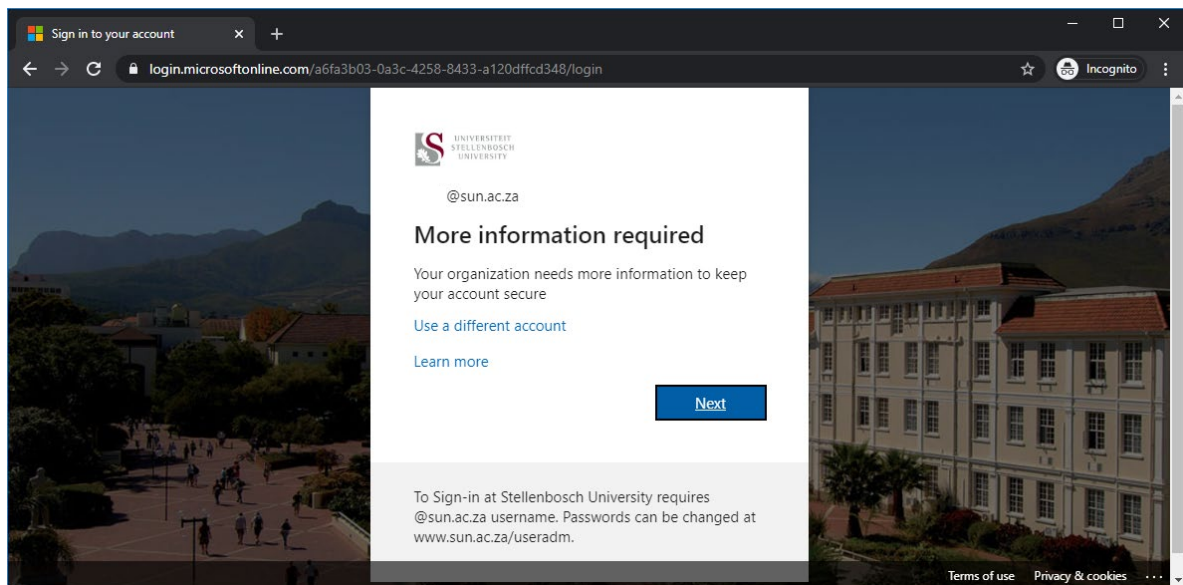 Sign in to your account
login.microsoftonline.com/a6fa3b03-0a3c-4258-8433-a120dffcd348/login
Incognito
UNIVERSITEIT
STELLENBOSCH
UNIVERSITY
@sun.ac.za
More information required
Your organization needs more information to keep
your account secure
Use a different account
Learn more
Next
To Sign-in at Stellenbosch University requires
@sun.ac.za username. Passwords can be changed at
www.sun.ac.za/useradm.
Terms of use Privacy & cookies ...